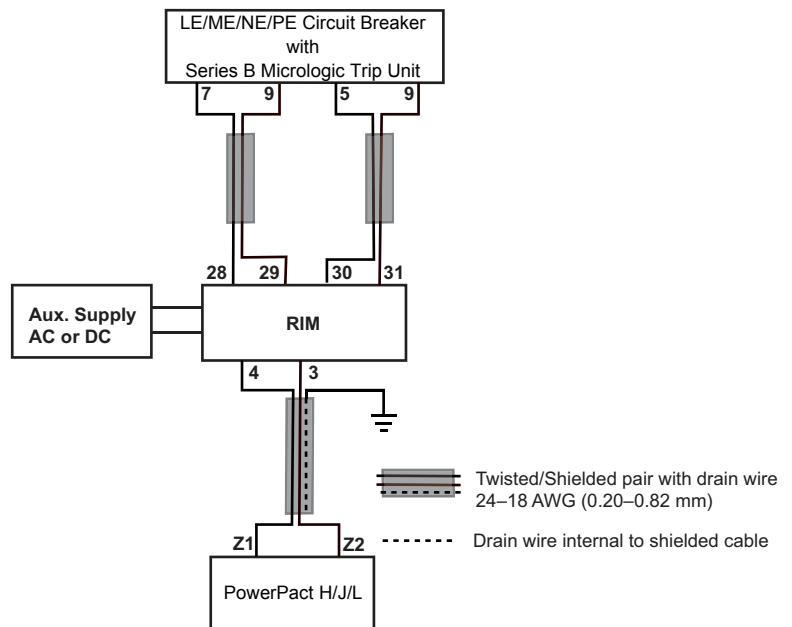 LE/ME/NE/PE Circuit Breaker
with
Series B Micrologic Trip Unit
7 9 5 9
28 29 30 31
Aux. Supply
AC or DC
RIM
4 3
Twisted/Shielded pair with drain wire
24–18 AWG (0.20–0.82 mm)
Drain wire internal to shielded cable
Z1 Z2
PowerPact H/J/L